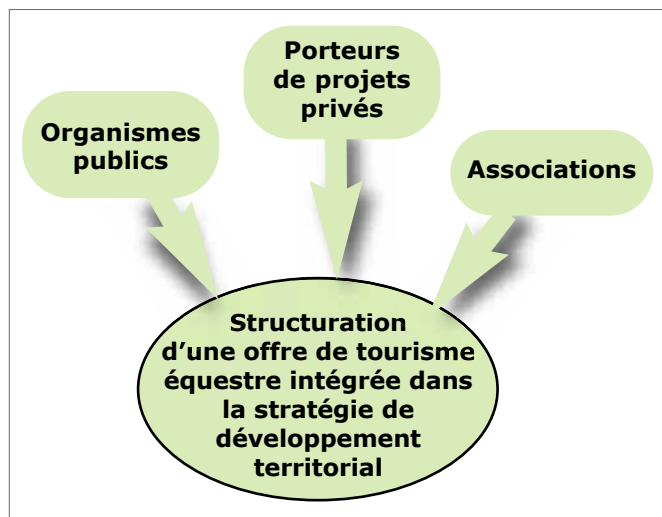 Porteurs
de projets
privés
Organismes
publics
Associations
Structuration
d’une offre de tourisme
équestre intégrée dans
la stratégie de
développement
territorial